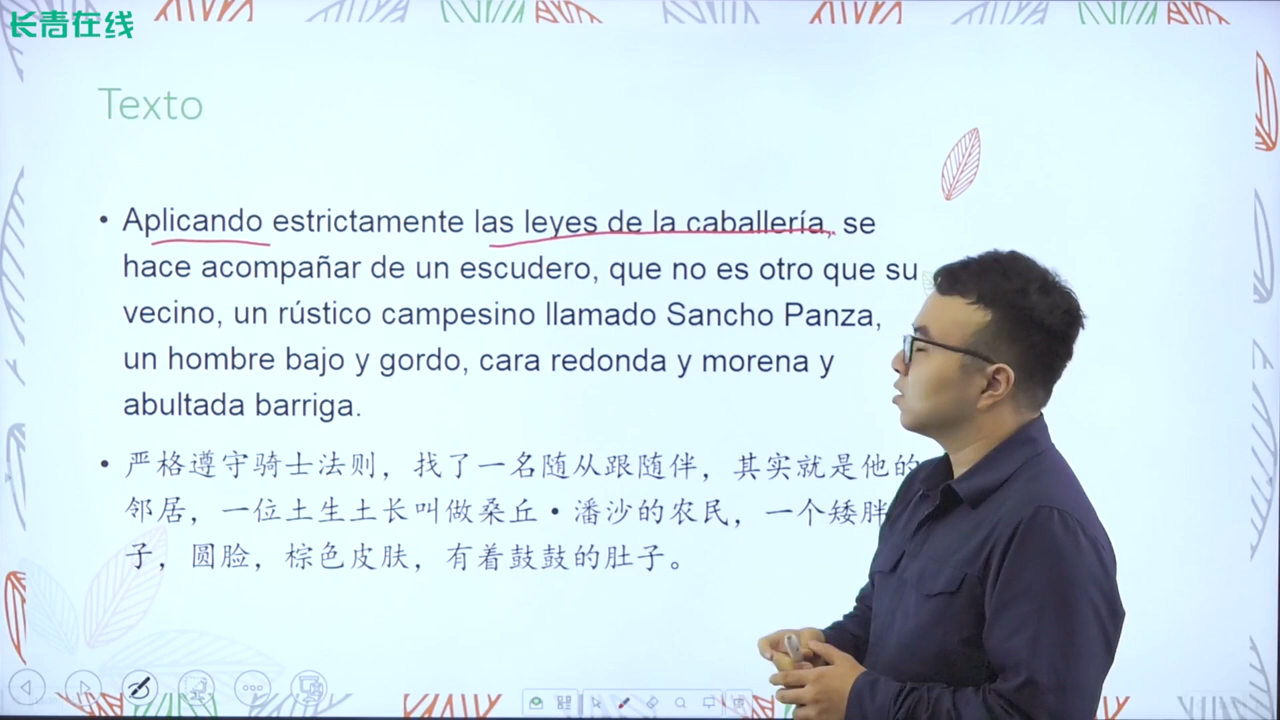 长青在线
Texto
• Aplicando estrictamente las leyes de la caballería, se
hace acompañar de un escudero, que no es otro que su
vecino, un rústico campesino llamado Sancho Panza,
un hombre bajo y gordo, cara redonda y morena y
abultada barriga.
• 严格遵守骑士法则，找了一名随从跟随伴，其实就是他的
邻居，一位土生土长叫做桑丘·潘沙的农民，一个矮胖
子，圆脸，棕色皮肤，有着鼓鼓的肚子。